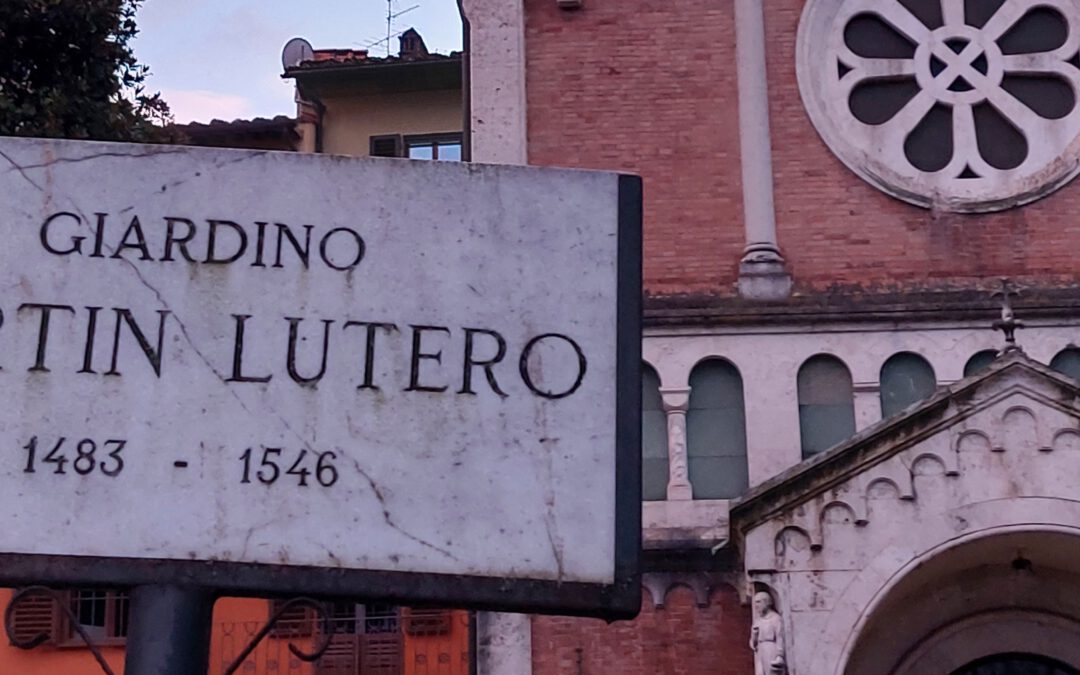 GIARDINO
RTIN LUTERO
1483 - 1546